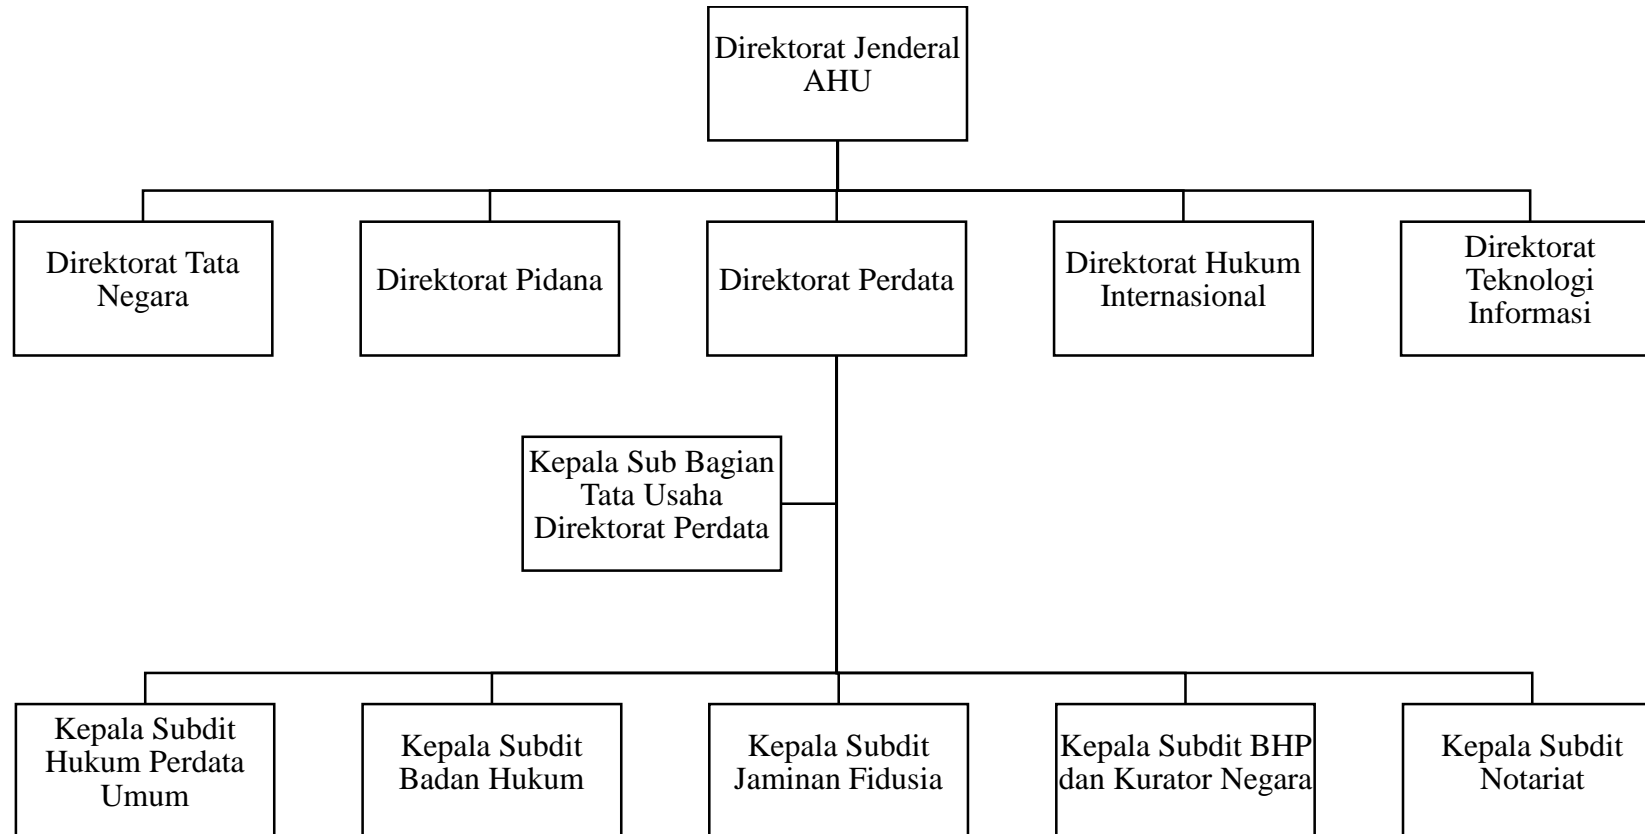 Direktorat Jenderal
AHU
Direktorat Tata
Negara
Direktorat Pidana
Direktorat Perdata
Direktorat Hukum
Internasional
Direktorat
Teknologi
Informasi
Kepala Sub Bagian
Tata Usaha
Direktorat Perdata
Kepala Subdit
Hukum Perdata
Umum
Kepala Subdit
Badan Hukum
Kepala Subdit
Jaminan Fidusia
Kepala Subdit BHP
dan Kurator Negara
Kepala Subdit
Notariat